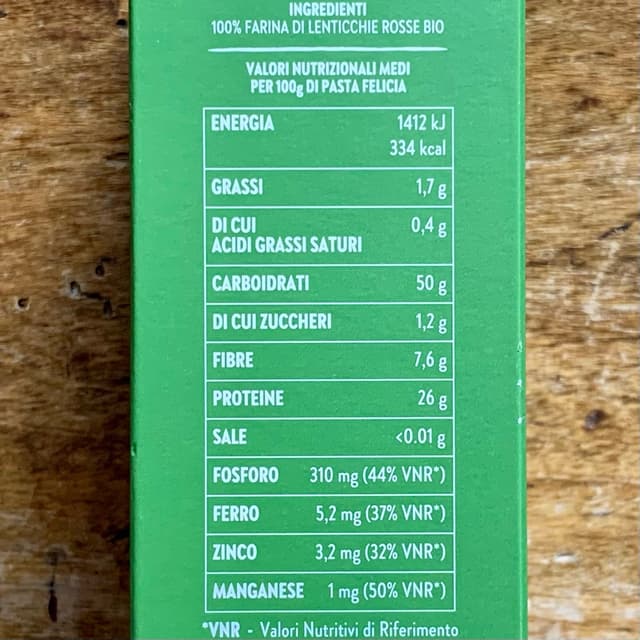 INGREDIENTI
100% FARINA DI LENTICCHIE ROSSE BIO
VALORI NUTRIZIONALI MEDI
PER 100g DI PASTA FELICIA
ENERGIA 1412 kJ
334 kcal
GRASSI 1,7 g
DI CUI 0,4 g
ACIDI GRASSI SATURI
CARBOIDRATI 50 g
DI CUI ZUCCHERI 1,2 g
FIBRE 7,6 g
PROTEINE 26 g
SALE <0.01 g
FOSFORO 310 mg (44% VNR*)
FERRO 5,2 mg (37% VNR*)
ZINCO 3,2 mg (32% VNR*)
MANGANESE 1 mg (50% VNR*)
*VNR - Valori Nutritivi di Riferimento